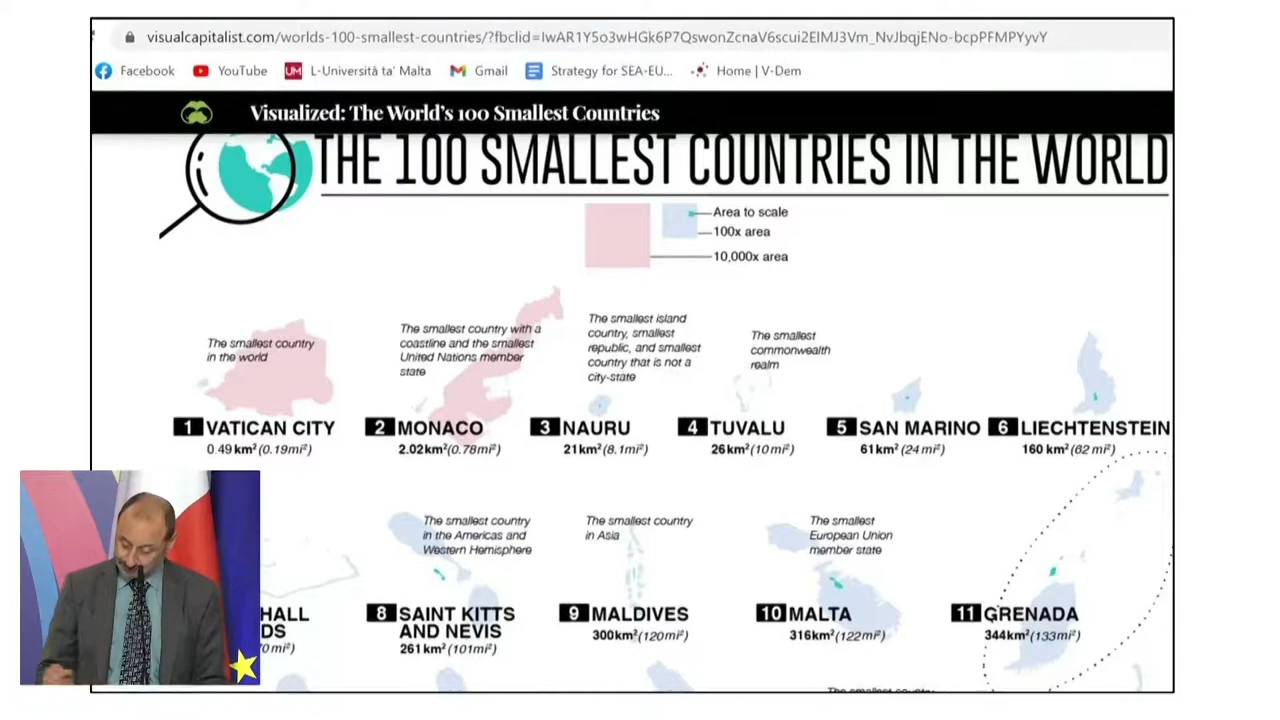 visualcapitalist.com/worlds-100-smallest-countries/?fbclid=IwAR1Y5o3wHGk6P7QswonZcnaV6scui2EIMJ3Vm_NvJbqjENo-bcpPFMPYyvY
Facebook YouTube UM L-Università ta' Malta Gmail Strategy for SEA-EU... Home | V-Dem
Visualized: The World's 100 Smallest Countries
THE 100 SMALLEST COUNTRIES IN THE WORLD
Area to scale
100x area
10,000x area
The smallest country
in the world
1 VATICAN CITY
0.49 km² (0.19mi²)
The smallest country with a
coastline and the smallest
United Nations member
state
2 MONACO
2.02km² (0.78mi²)
The smallest island
country, smallest
republic, and smallest
country that is not a
city-state
3 NAURU
21km² (8.1mi²)
The smallest
commonwealth
realm
4 TUVALU
26km² (10mi²)
5 SAN MARINO
61km² (24mi²)
6 LIECHTENSTEIN
160 km² (62mi²)
HALL
DS
0mi²)
The smallest country
in the Americas and
Western Hemisphere
8 SAINT KITTS
AND NEVIS
261km² (101mi²)
The smallest country
in Asia
9 MALDIVES
300km² (120mi²)
The smallest
European Union
member state
10 MALTA
316km² (122mi²)
11 GRENADA
344km² (133mi²)